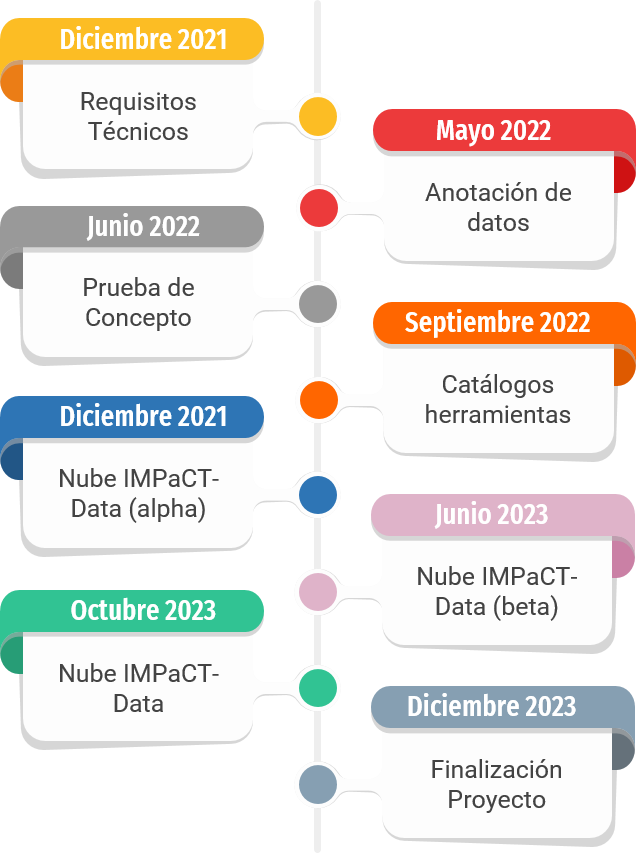 Diciembre 2021
Requisitos
Técnicos
Mayo 2022
Anotación de
datos
Junio 2022
Prueba de
Concepto
Septiembre 2022
Catálogos
herramientas
Diciembre 2021
Nube IMPaCT-
Data (alpha)
Junio 2023
Nube IMPaCT-
Data (beta)
Octubre 2023
Nube IMPaCT-
Data
Diciembre 2023
Finalización
Proyecto